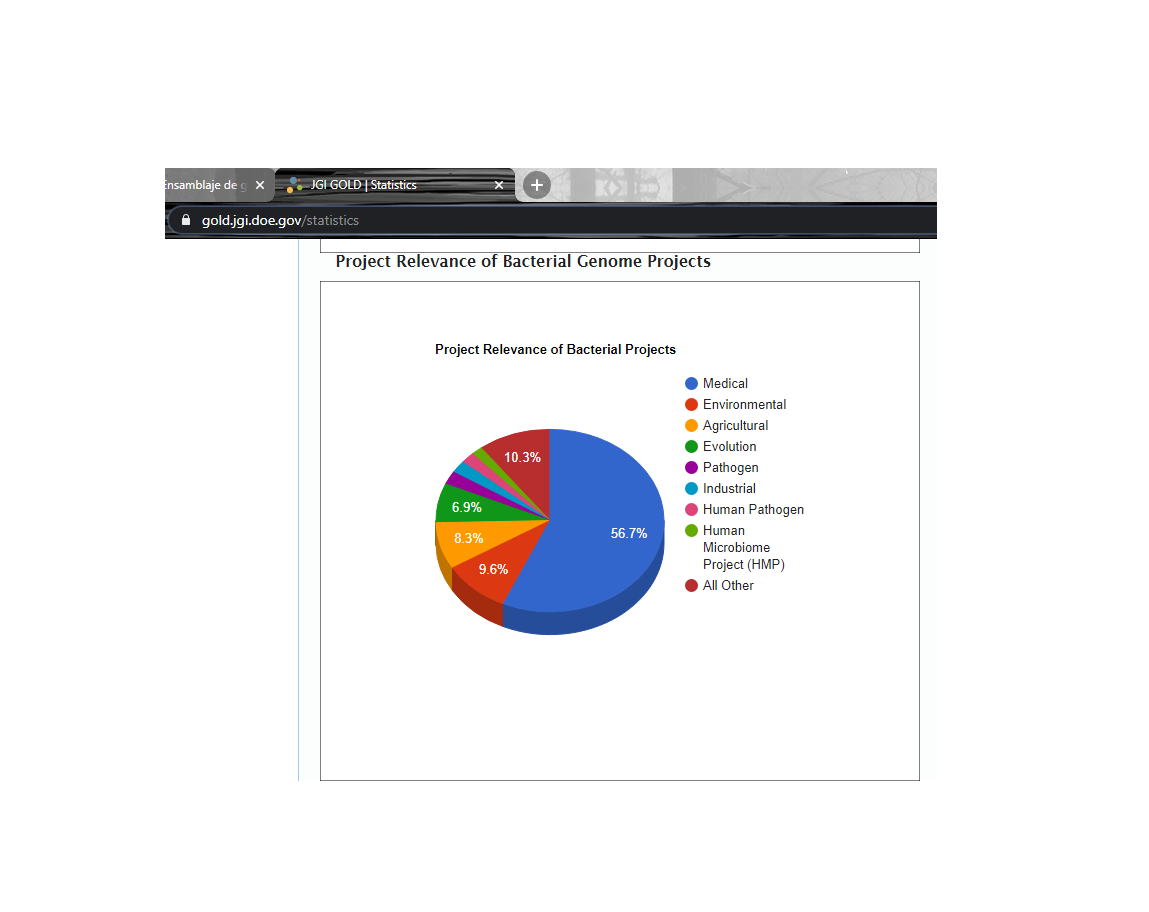 Ensamblaje de g
JGI GOLD | Statistics
gold.jgi.doe.gov/statistics
Project Relevance of Bacterial Genome Projects
Project Relevance of Bacterial Projects
Medical
Environmental
Agricultural
Evolution
Pathogen
Industrial
Human Pathogen
Human
Microbiome
Project (HMP)
All Other
10.3%
6.9%
8.3%
9.6%
56.7%